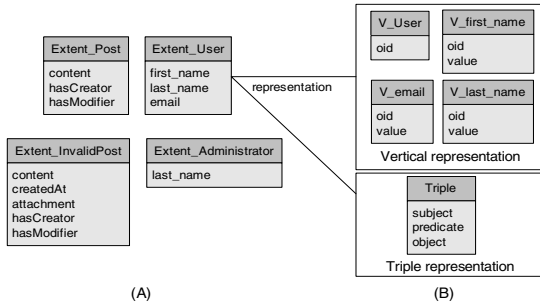 Extent_Post
content
hasCreator
hasModifier
Extent_User
first_name
last_name
email
Extent_InvalidPost
content
createdAt
attachment
hasCreator
hasModifier
Extent_Administrator
last_name
(A)
representation
V_User
oid
V_first_name
oid
value
V_email
oid
value
V_last_name
oid
value
Vertical representation
Triple
subject
predicate
object
Triple representation
(B)